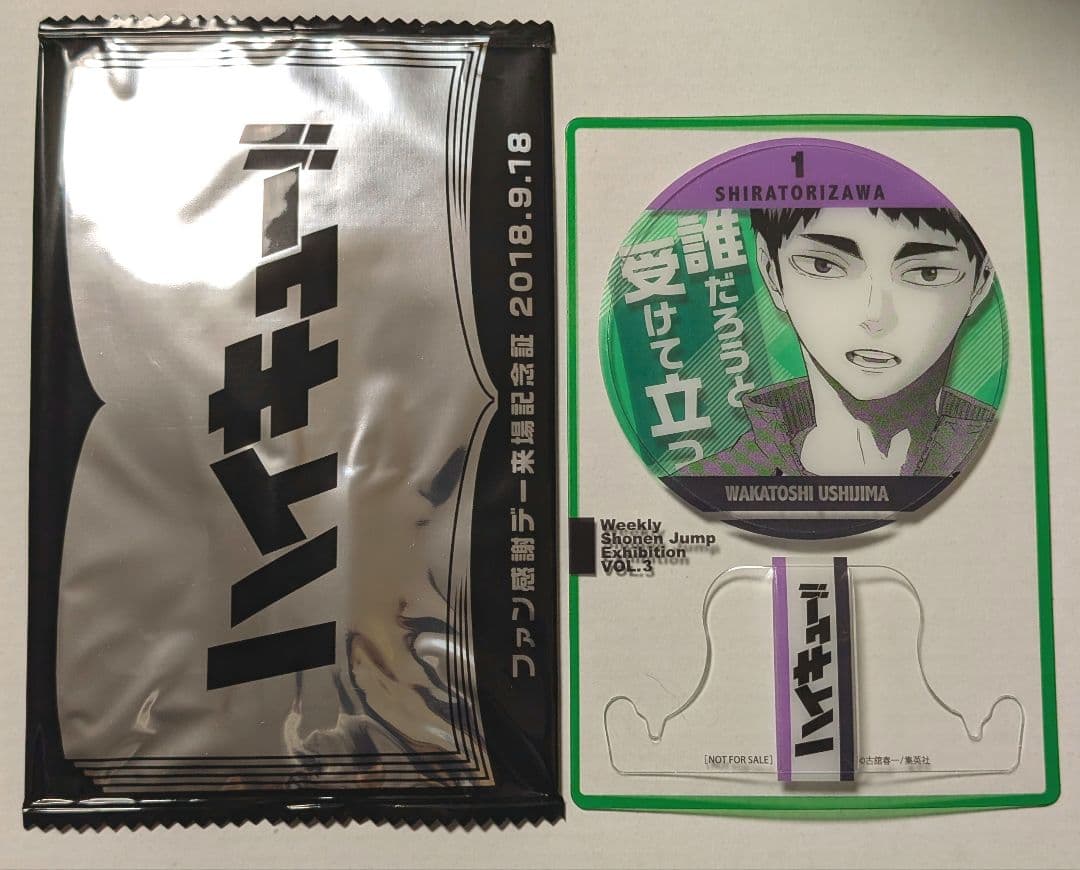 ハイキュー!!
ファン感謝デー来場記念証 2018.9.18
1
SHIRATORIZAWA
誰だろうと
受けて立つ
WAKATOSHI USHIJIMA
Weekly
Shonen Jump
Exhibition
VOL.3
ハイキュー!!
[NOT FOR SALE]
©古舘春一/集英社